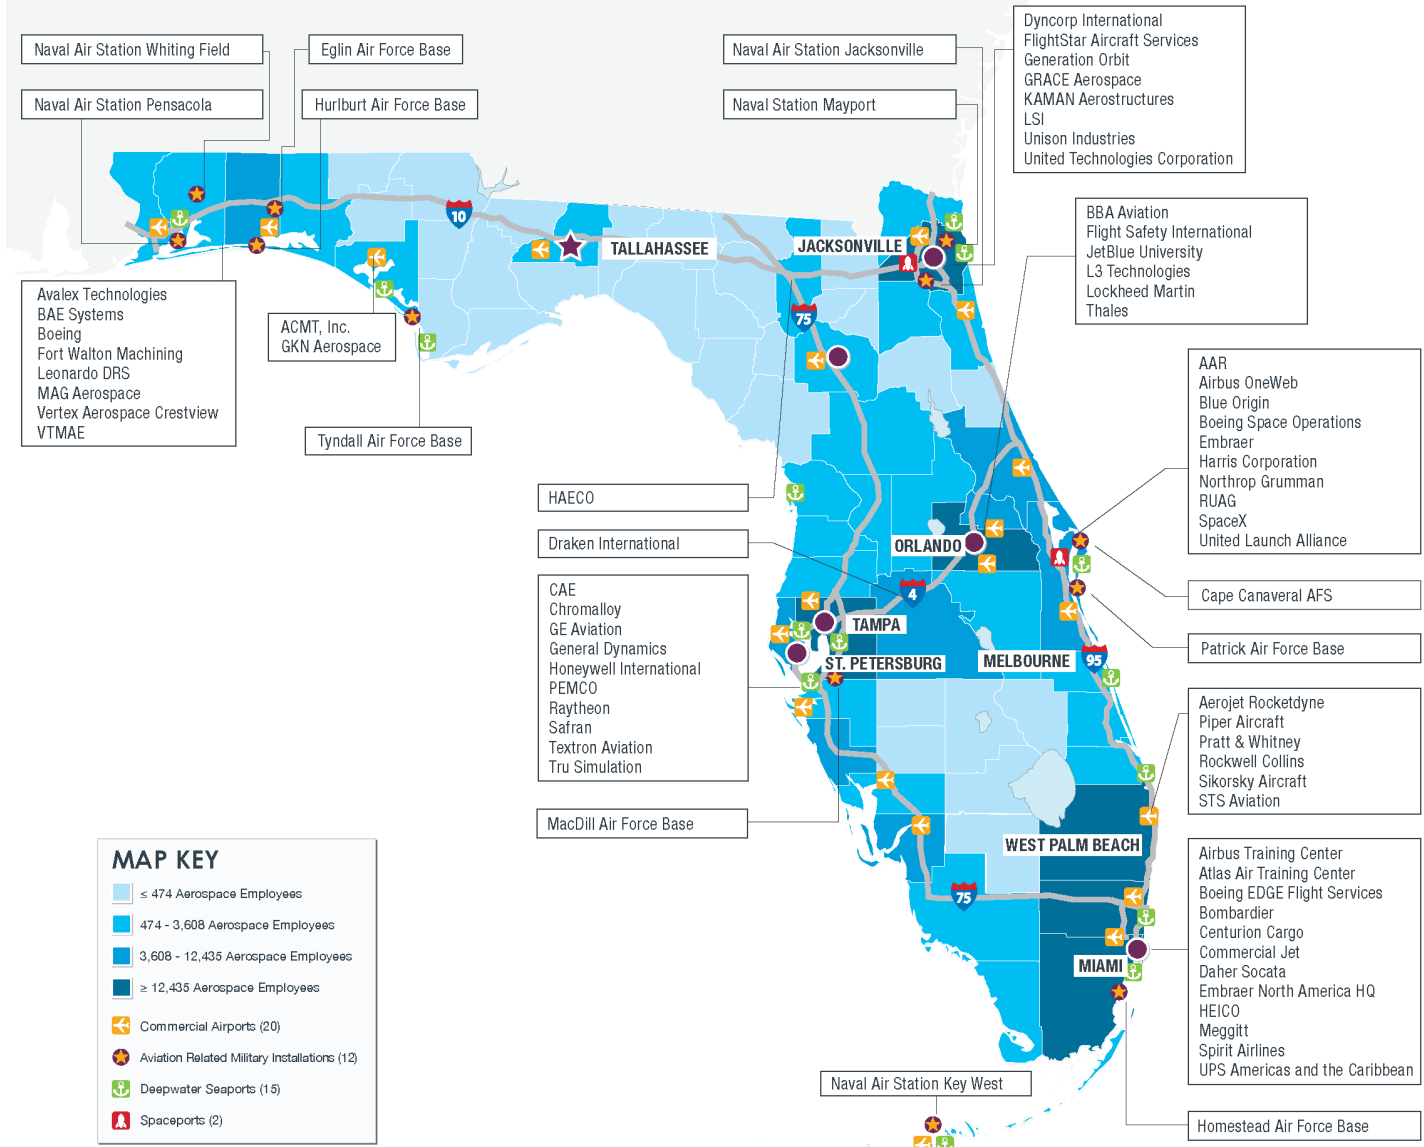 Naval Air Station Whiting Field
Eglin Air Force Base
Naval Air Station Pensacola
Hurlburt Air Force Base
Naval Air Station Jacksonville
Naval Station Mayport
Dyncorp International
FlightStar Aircraft Services
Generation Orbit
GRACE Aerospace
KAMAN Aerostructures
LSI
Unison Industries
United Technologies Corporation
BBA Aviation
Flight Safety International
JetBlue University
L3 Technologies
Lockheed Martin
Thales
10
TALLAHASSEE
JACKSONVILLE
75
Avalex Technologies
BAE Systems
Boeing
Fort Walton Machining
Leonardo DRS
MAG Aerospace
Vertex Aerospace Crestview
VTMAE
ACMT, Inc.
GKN Aerospace
Tyndall Air Force Base
AAR
Airbus OneWeb
Blue Origin
Boeing Space Operations
Embraer
Harris Corporation
Northrop Grumman
RUAG
SpaceX
United Launch Alliance
HAECO
Draken International
ORLANDO
4
CAE
Chromalloy
GE Aviation
General Dynamics
Honeywell International
PEMCO
Raytheon
Safran
Textron Aviation
Tru Simulation
TAMPA
ST. PETERSBURG
MELBOURNE
95
Cape Canaveral AFS
Patrick Air Force Base
Aerojet Rocketdyne
Piper Aircraft
Pratt & Whitney
Rockwell Collins
Sikorsky Aircraft
STS Aviation
MacDill Air Force Base
WEST PALM BEACH
75
MIAMI
Airbus Training Center
Atlas Air Training Center
Boeing EDGE Flight Services
Bombardier
Centurion Cargo
Commercial Jet
Daher Socata
Embraer North America HQ
HEICO
Meggitt
Spirit Airlines
UPS Americas and the Caribbean
Naval Air Station Key West
Homestead Air Force Base
MAP KEY
≤ 474 Aerospace Employees
474 - 3,608 Aerospace Employees
3,608 - 12,435 Aerospace Employees
≥ 12,435 Aerospace Employees
Commercial Airports (20)
Aviation Related Military Installations (12)
Deepwater Seaports (15)
Spaceports (2)